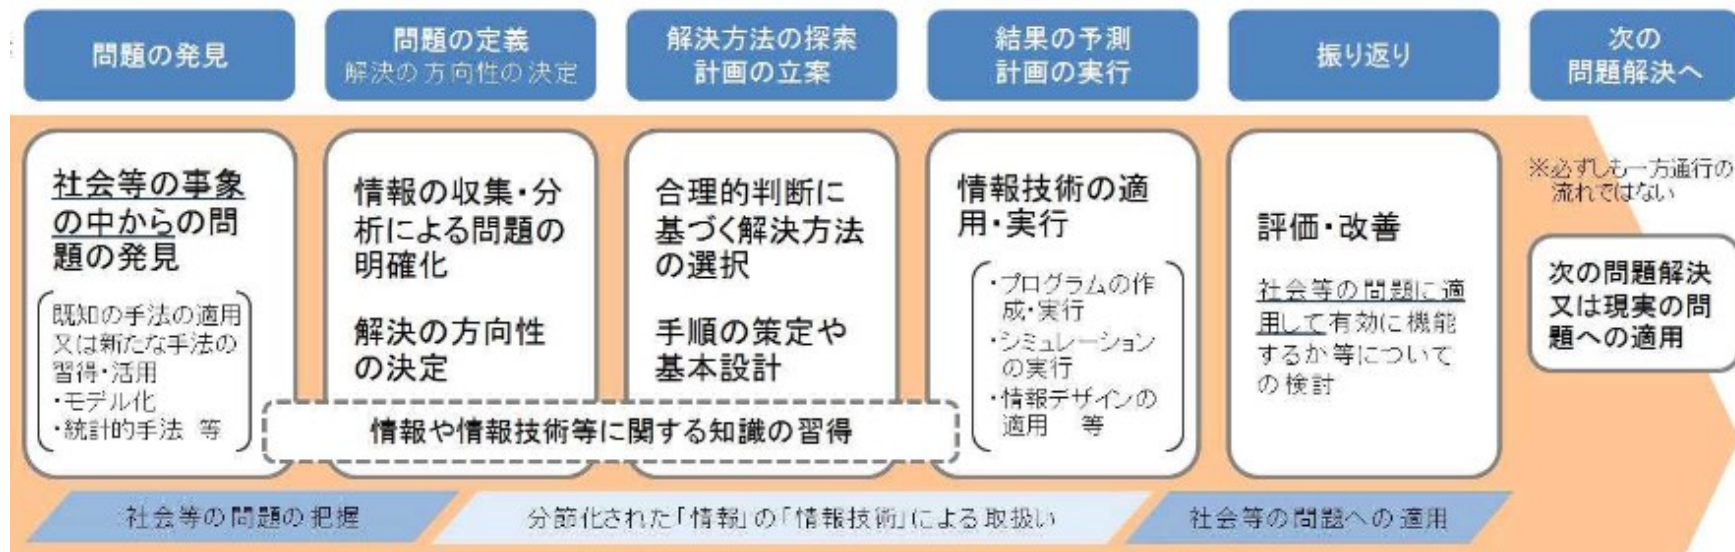 問題の発見
問題の定義
解決の方向性の決定
解決方法の探索
計画の立案
結果の予測
計画の実行
振り返り
次の
問題解決へ
社会等の事象
の中からの問
題の発見
既知の手法の適用
又は新たな手法の
習得・活用
・モデル化
・統計的手法 等
情報の収集・分
析による問題の
明確化
解決の方向性
の決定
合理的判断に
基づく解決方法
の選択
手順の策定や
基本設計
情報や情報技術等に関する知識の習得
情報技術の適
用・実行
・プログラムの作
成・実行
・シミュレーション
の実行
・情報デザインの
適用 等
評価・改善
社会等の問題に適
用して有効に機能
するか等について
の検討
※必ずしも一方通行の
流れではない
次の問題解決
又は現実の問
題への適用
社会等の問題の把握
分節化された「情報」の「情報技術」による取扱い
社会等の問題への適用